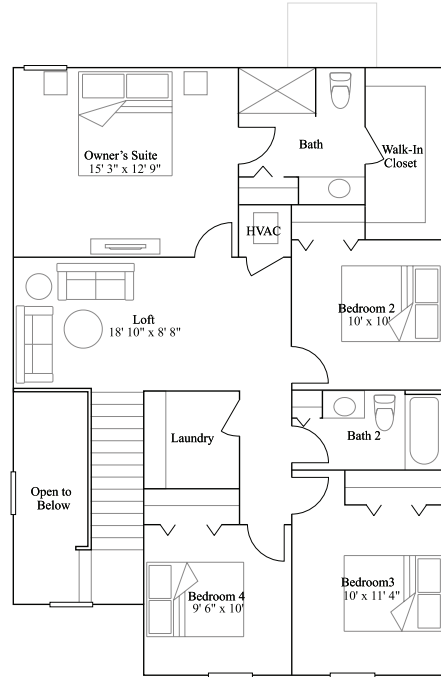 Owner's Suite
15' 3" x 12' 9"
Bath
Walk-In
Closet
HVAC
Bedroom 2
10' x 10'
Loft
18' 10" x 8' 8"
Laundry
Bath 2
Open to
Below
Bedroom 4
9' 6" x 10'
Bedroom3
10' x 11' 4"